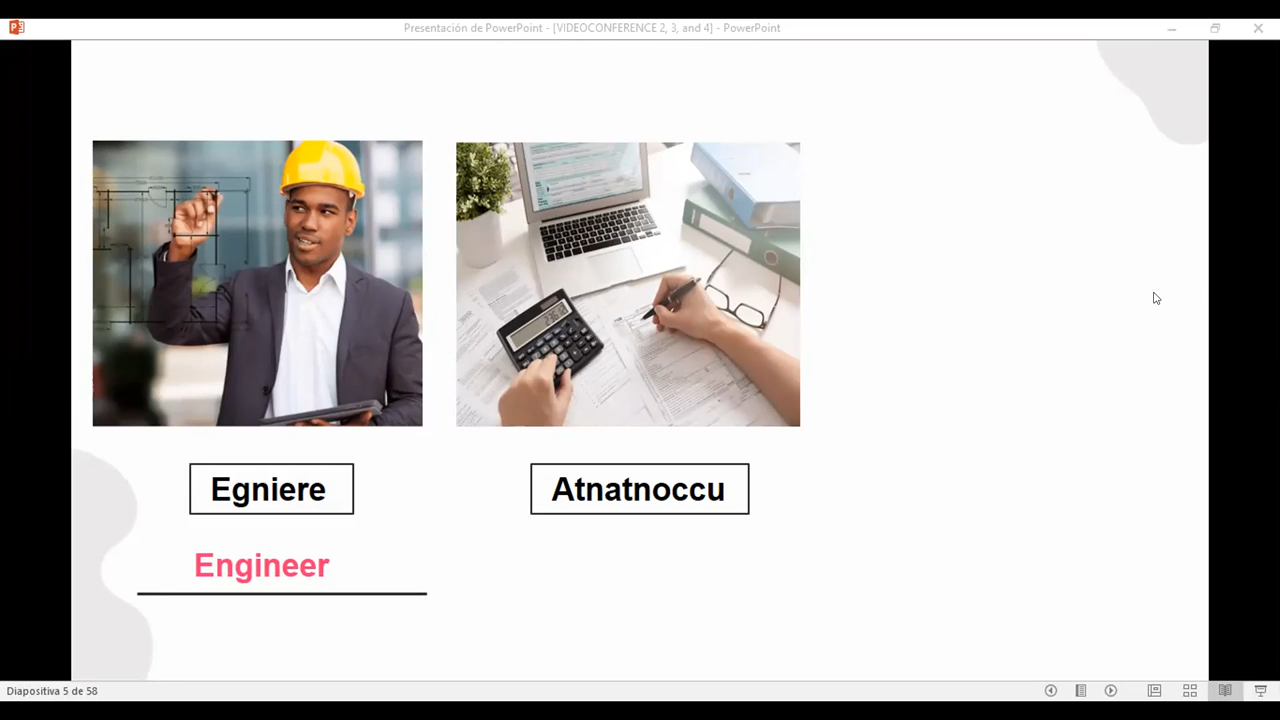 Presentación de PowerPoint - [VIDEOCONFERENCE 2, 3, and 4] - PowerPoint
Egniere
Atnatnoccu
Engineer
Diapositiva 5 de 58